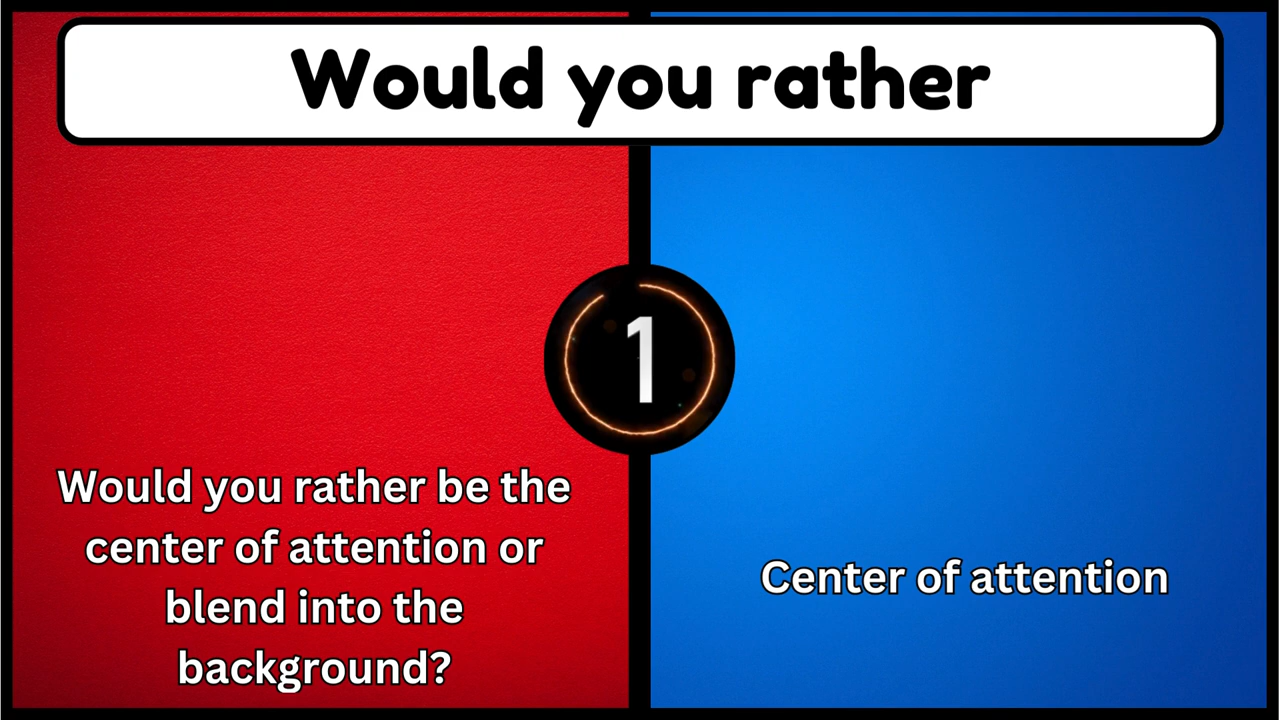 Would you rather
1
Would you rather be the
center of attention or
blend into the
background?
Center of attention